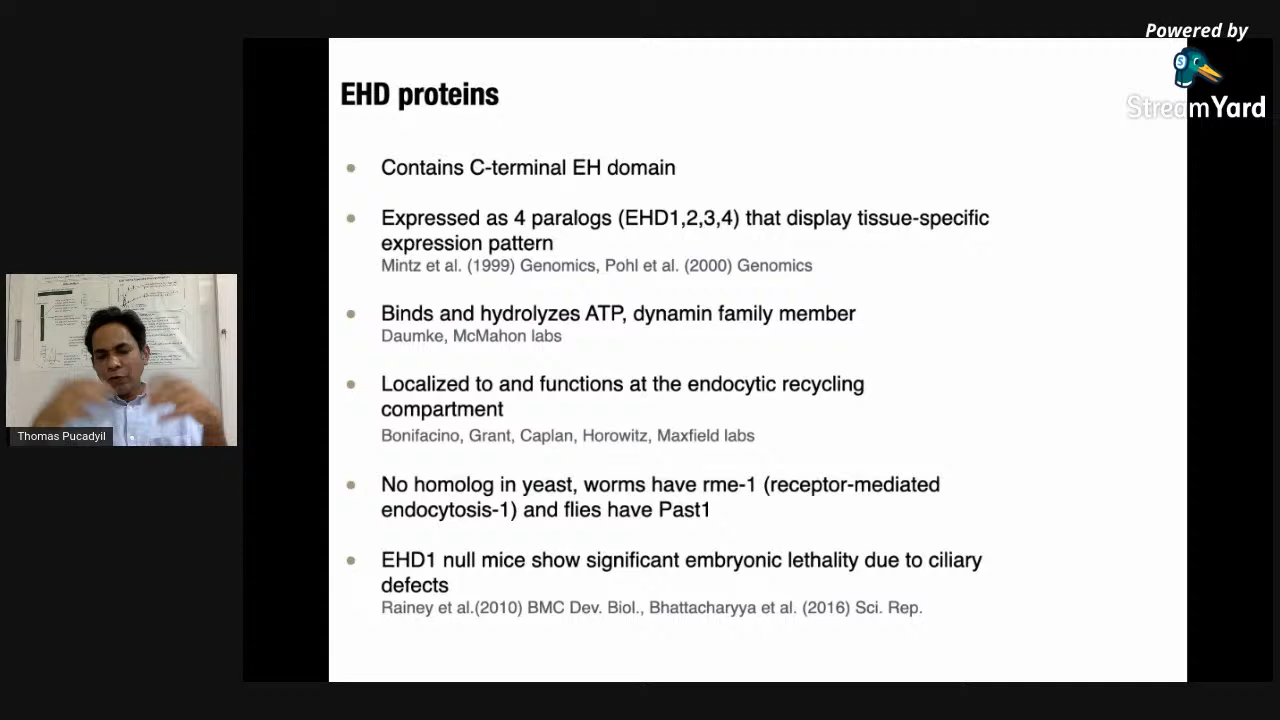 Powered by
StreamYard
EHD proteins
Contains C-terminal EH domain
Expressed as 4 paralogs (EHD1,2,3,4) that display tissue-specific
expression pattern
Mintz et al. (1999) Genomics, Pohl et al. (2000) Genomics
Binds and hydrolyzes ATP, dynamin family member
Daumke, McMahon labs
Localized to and functions at the endocytic recycling
compartment
Bonifacino, Grant, Caplan, Horowitz, Maxfield labs
No homolog in yeast, worms have rme-1 (receptor-mediated
endocytosis-1) and flies have Past1
EHD1 null mice show significant embryonic lethality due to ciliary
defects
Rainey et al.(2010) BMC Dev. Biol., Bhattacharyya et al. (2016) Sci. Rep.
Thomas Pucadyil